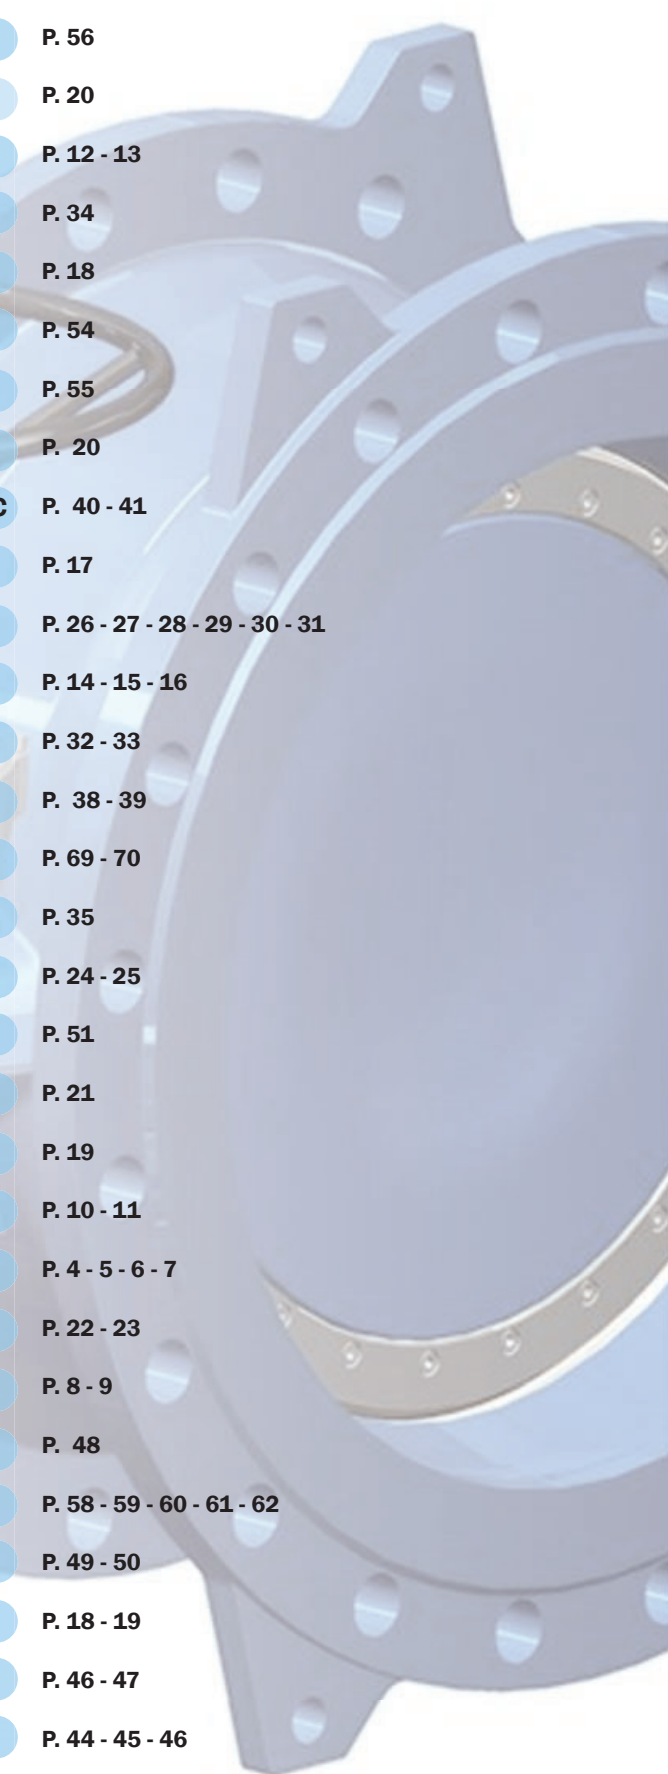 P. 56
P. 20
P. 12 - 13
P. 34
P. 18
P. 54
P. 55
P. 20
C P. 40 - 41
P. 17
P. 26 - 27 - 28 - 29 - 30 - 31
P. 14 - 15 - 16
P. 32 - 33
P. 38 - 39
P. 69 - 70
P. 35
P. 24 - 25
P. 51
P. 21
P. 19
P. 10 - 11
P. 4 - 5 - 6 - 7
P. 22 - 23
P. 8 - 9
P. 48
P. 58 - 59 - 60 - 61 - 62
P. 49 - 50
P. 18 - 19
P. 46 - 47
P. 44 - 45 - 46